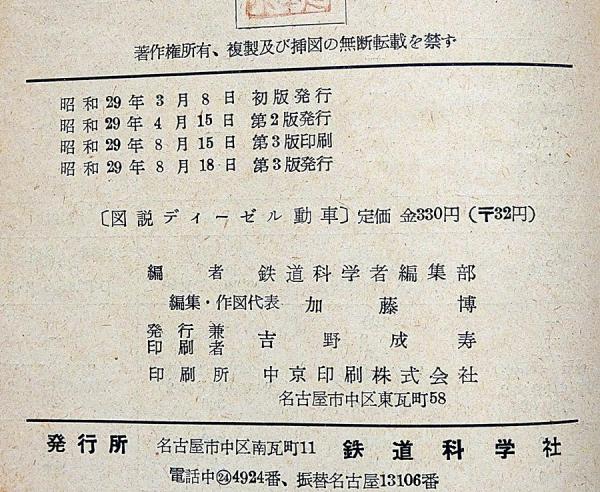 著作権所有、複製及び挿図の無断転載を禁ず
昭和29年3月8日 初版発行
昭和29年4月15日 第2版発行
昭和29年8月15日 第3版印刷
昭和29年8月18日 第3版発行
〔図説ディーゼル動車〕定価 金330円(〒32円)
編者 鉄道科学者編集部
編集・作図代表 加藤博
発行兼印刷者 吉野成寿
印刷所 中京印刷株式会社
名古屋市中区東瓦町58
発行所 名古屋市中区南瓦町11 鉄道科学社
電話中㉔4924番、振替名古屋13106番